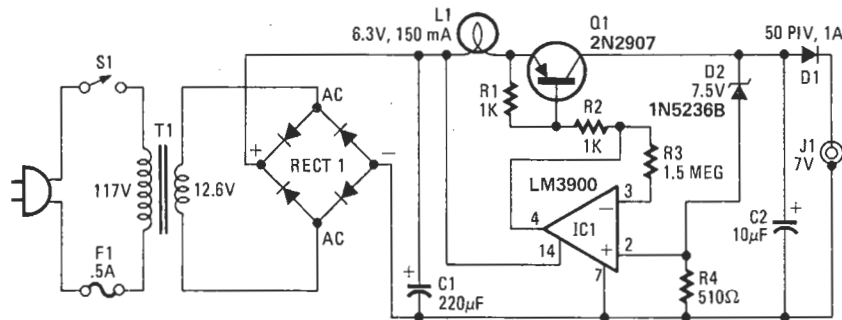 S1
117V
F1
.5A
T1
12.6V
AC
+
RECT 1
−
AC
L1
6.3V, 150 mA
+
C1
220µF
Q1
2N2907
R1
1K
R2
1K
R3
1.5 MEG
LM3900
3
−
4
IC1
14
+
2
7
R4
510Ω
D2
7.5V
1N5236B
50 PIV, 1A
D1
J1
7V
+
C2
10µF